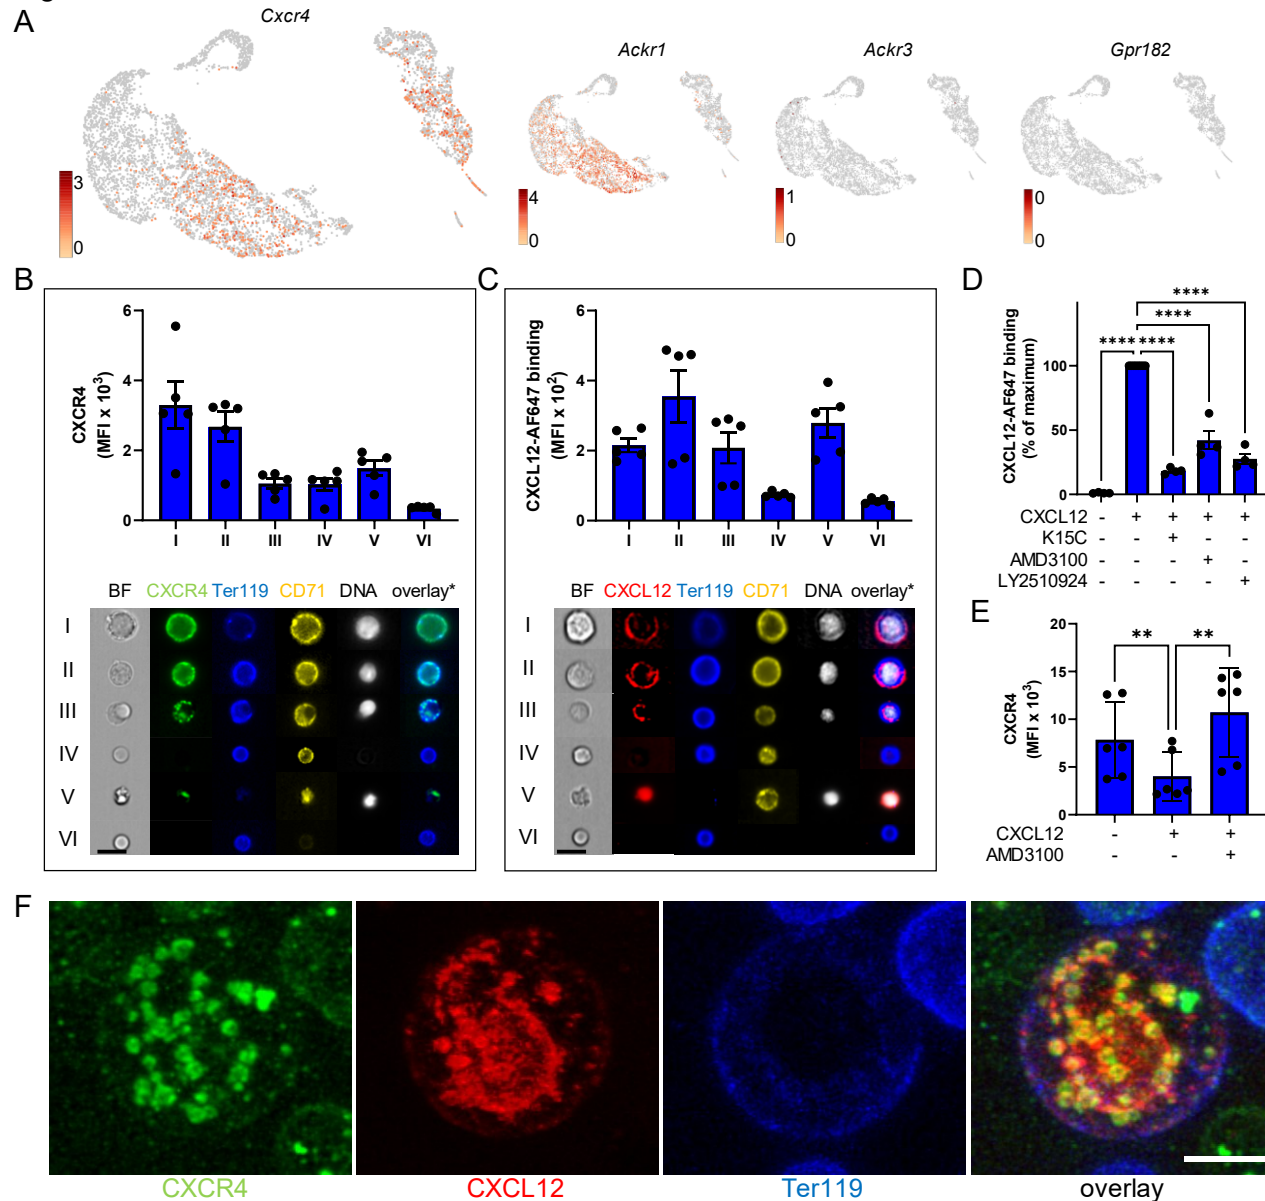 A
Cxcr4
Ackr1
Ackr3
Gpr182
3
0
4
0
1
0
0
0
B
6
4
2
0
CXCR4
(MFI x 10³)
I II III IV V VI
BF CXCR4 Ter119 CD71 DNA overlay*
I
II
III
IV
V
VI
C
6
4
2
0
CXCL12-AF647 binding
(MFI x 10²)
I II III IV V VI
BF CXCL12 Ter119 CD71 DNA overlay*
I
II
III
IV
V
VI
D
****
****
**** ****
CXCL12-AF647 binding
(% of maximum)
100
50
0
CXCL12 - + + + +
K15C - - + - -
AMD3100 - - - + -
LY2510924 - - - - +
E
20
15
10
5
0
CXCR4
(MFI x 10³)
** **
CXCL12 - + +
AMD3100 - - +
F
CXCR4 CXCL12 Ter119 overlay